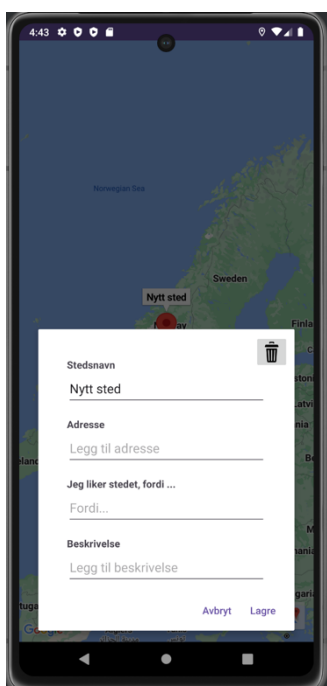 4:43
Norwegian Sea
Sweden
Nytt sted
Finla
Stedsnavn
Nytt sted
Adresse
Legg til adresse
Jeg liker stedet, fordi ...
Fordi...
Beskrivelse
Legg til beskrivelse
Avbryt Lagre